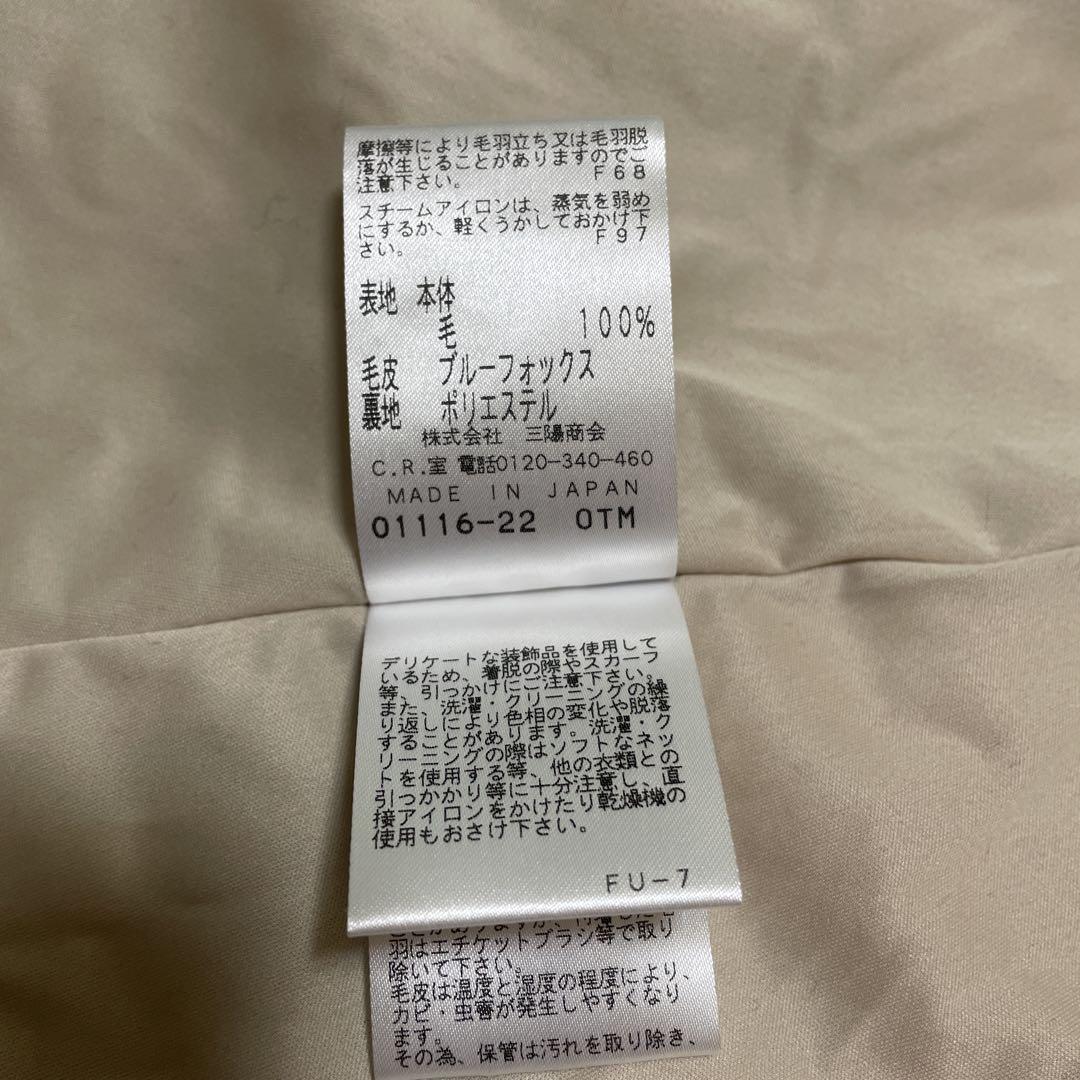 摩擦等により毛羽立ち又は毛羽脱
落が生じることがありますのでご
注意下さい。 F68
スチームアイロンは、蒸気を弱め
にするか、軽くうかしておかけ下
さい。 F97
表地 本体
毛 100%
毛皮 ブルーフォックス
裏地 ポリエステル
株式会社 三陽商会
C.R.室 電話0120-340-460
MADE IN JAPAN
01116-22 OTM
デリケートな装飾品を使用して
いるため、着脱の際やスカーフ
等、引っかけにご注意下さい。
また、洗濯・クリーニングの繰
り返しにより色相の変化や脱落
することがあります。洗濯・ク
リーニングの際はソフトなネッ
トを使用する等、他の衣類との
引っかかり等に十分注意し、直
接アイロンをかけたり乾燥機の
使用もおさけ下さい。
FU-7
羽はエチケットブラシ等で取り
除いて下さい。
毛皮は温度と湿度の程度により、
カビ・虫害が発生しやすくなり
ます。
その為、保管は汚れを取り除き、